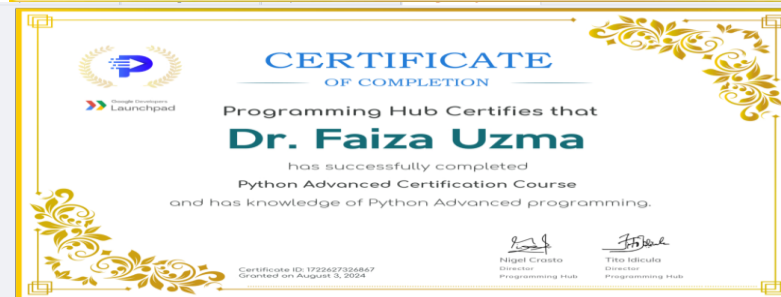 CERTIFICATE
OF COMPLETION
Google Developers
Launchpad
Programming Hub Certifies that
Dr. Faiza Uzma
has successfully completed
Python Advanced Certification Course
and has knowledge of Python Advanced programming.
Nigel Crasto
Director
Programming Hub
Tito Idicula
Director
Programming Hub
Certificate ID: 1722627326867
Granted on August 3, 2024